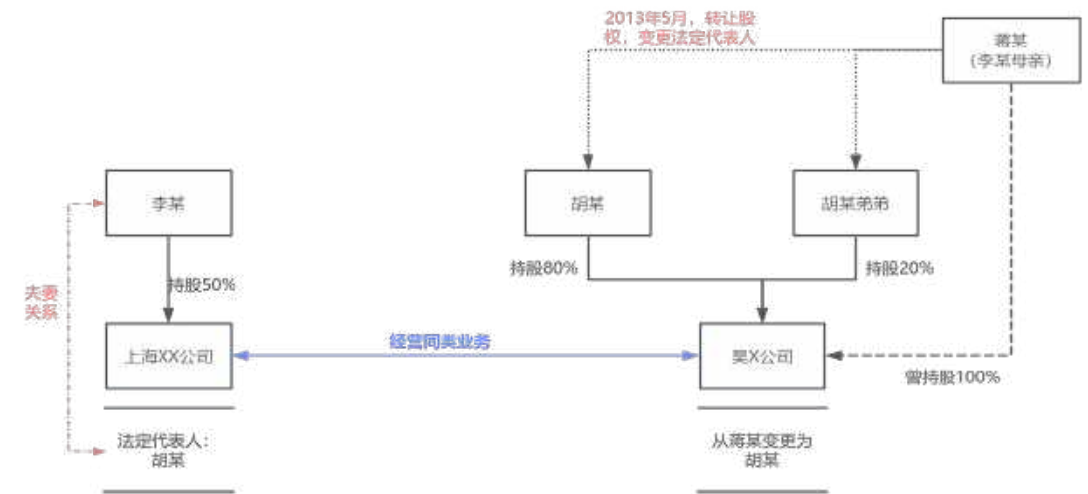 2013年5月，转让股
权，变更法定代表人
蒋某
（李某母亲）
李某
胡某
胡某弟弟
持股50%
持股80%
持股20%
夫妻
关系
上海XX公司
经营同类业务
昊X公司
曾持股100%
法定代表人：
胡某
从蒋某变更为
胡某